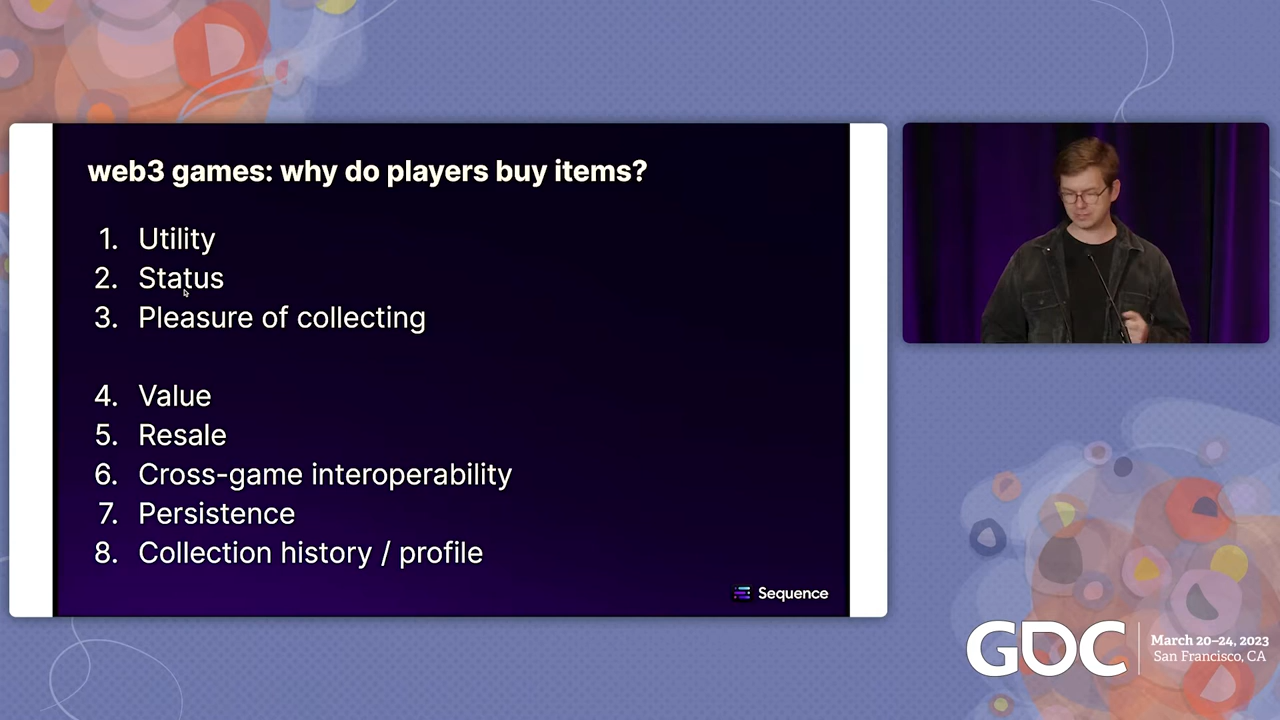 web3 games: why do players buy items?
1. Utility
2. Status
3. Pleasure of collecting
4. Value
5. Resale
6. Cross-game interoperability
7. Persistence
8. Collection history / profile
Sequence
GDC
March 20–24, 2023
San Francisco, CA